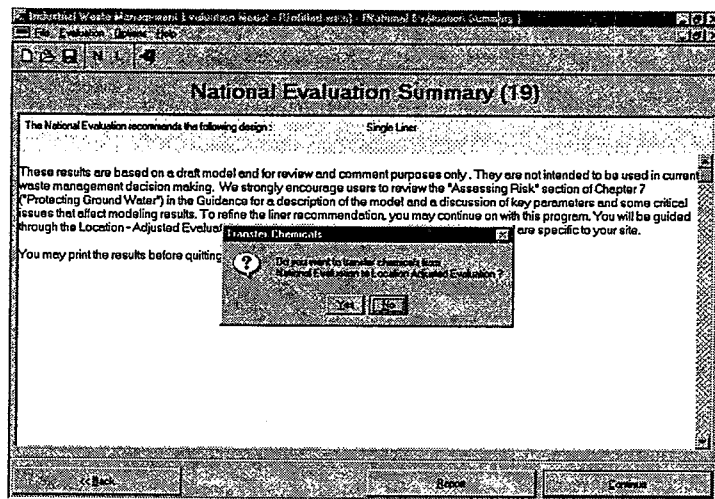 Industrial Waste Management Evaluation Model - [Untitled.wem] - [National Evaluation Summary]
File Evaluation Options Help
N L
National Evaluation Summary (19)
The National Evaluation recommends the following design : Single Liner
These results are based on a draft model and for review and comment purposes only . They are not intended to be used in current
waste management decision making. We strongly encourage users to review the "Assessing Risk" section of Chapter 7
("Protecting Ground Water") in the Guidance for a description of the model and a discussion of key parameters and some critical
issues that affect modeling results. To refine the liner recommendation, you may continue on with this program. You will be guided
through the Location - Adjusted Evaluat are specific to your site.
You may print the results before quitting
Transfer Chemicals
Do you want to transfer chemicals from
National Evaluation to Location Adjusted Evaluation ?
Yes No
<< Back Report Continue